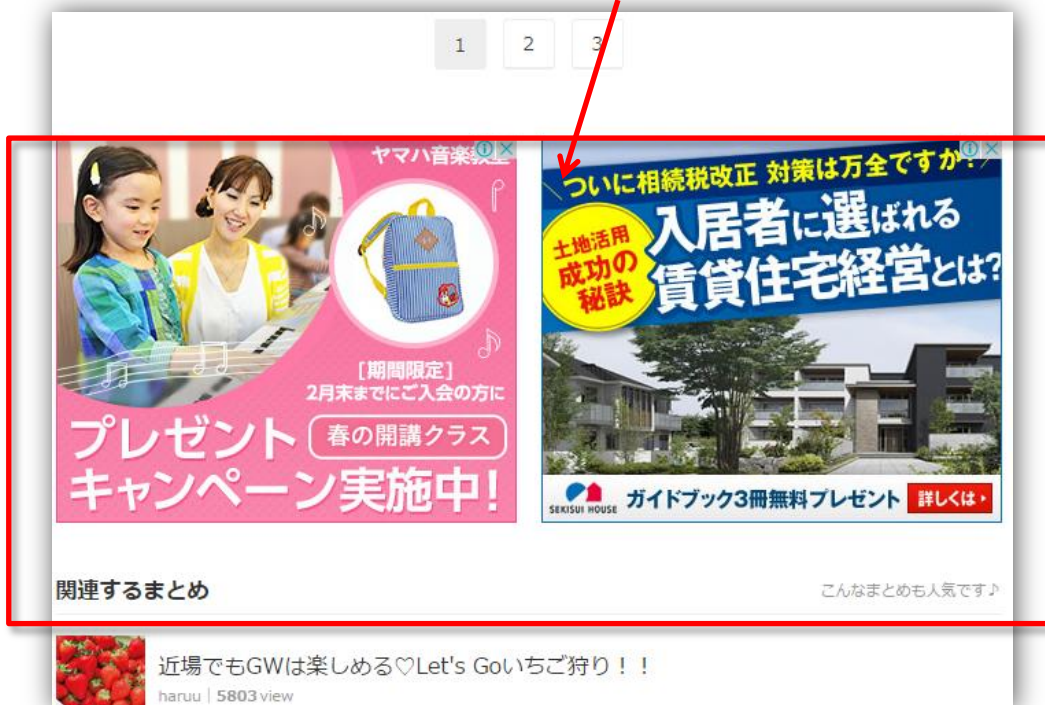 1 2 3
ヤマハ音楽教室
[期間限定]
2月末までにご入会の方に
プレゼント 春の開講クラス
キャンペーン実施中!
ついに相続税改正 対策は万全ですか?
土地活用
成功の
秘訣
入居者に選ばれる
賃貸住宅経営とは?
SEKISUI HOUSE ガイドブック3冊無料プレゼント 詳しくは
関連するまとめ こんなまとめも人気です♪
近場でもGWは楽しめる♡Let's Goいちご狩り！！
haruu | 5803 view